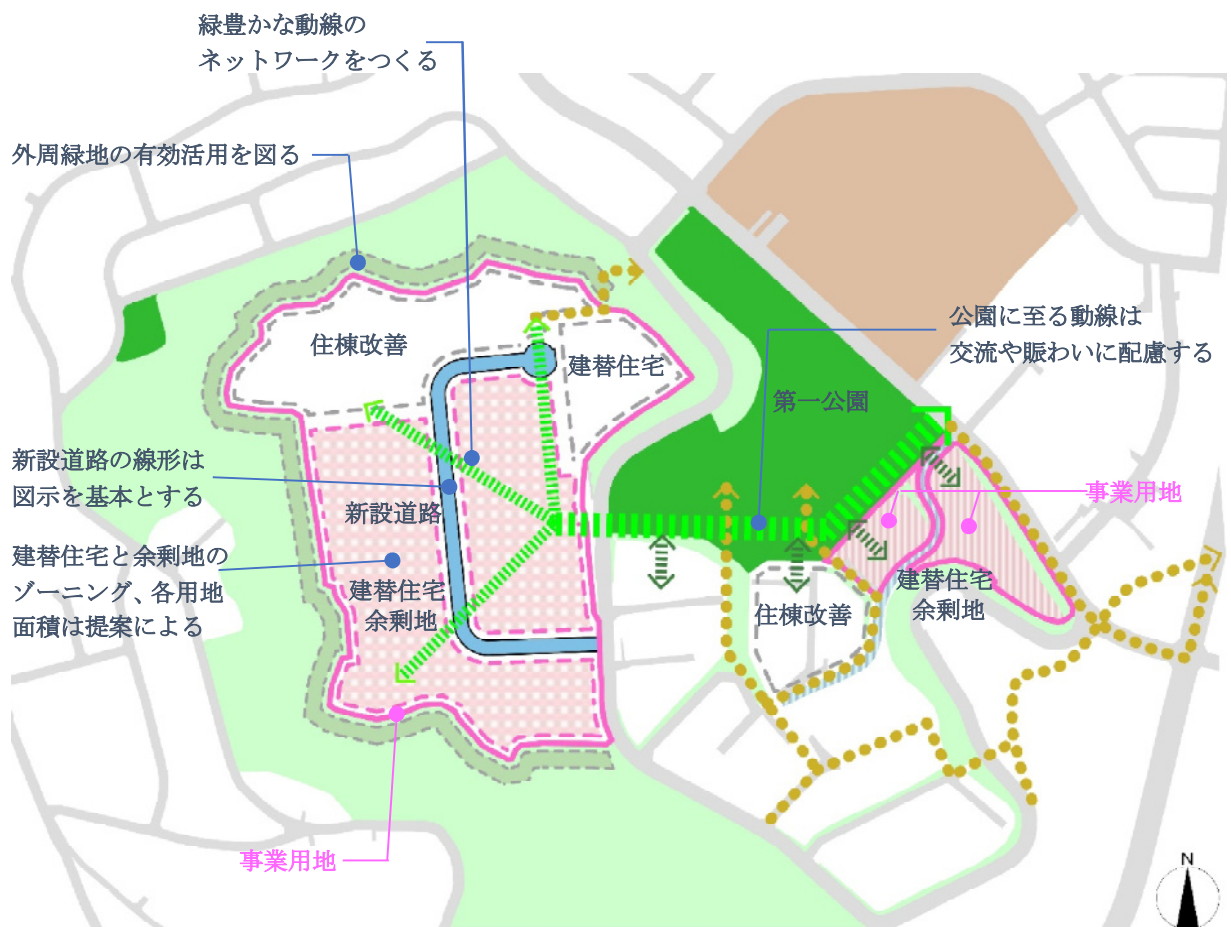 緑豊かな動線の
ネットワークをつくる
外周緑地の有効活用を図る
公園に至る動線は
交流や賑わいに配慮する
住棟改善
建替住宅
第一公園
新設道路の線形は
図示を基本とする
新設道路
事業用地
建替住宅と余剰地の
ゾーニング、各用地
面積は提案による
建替住宅
余剰地
住棟改善
建替住宅
余剰地
事業用地
N